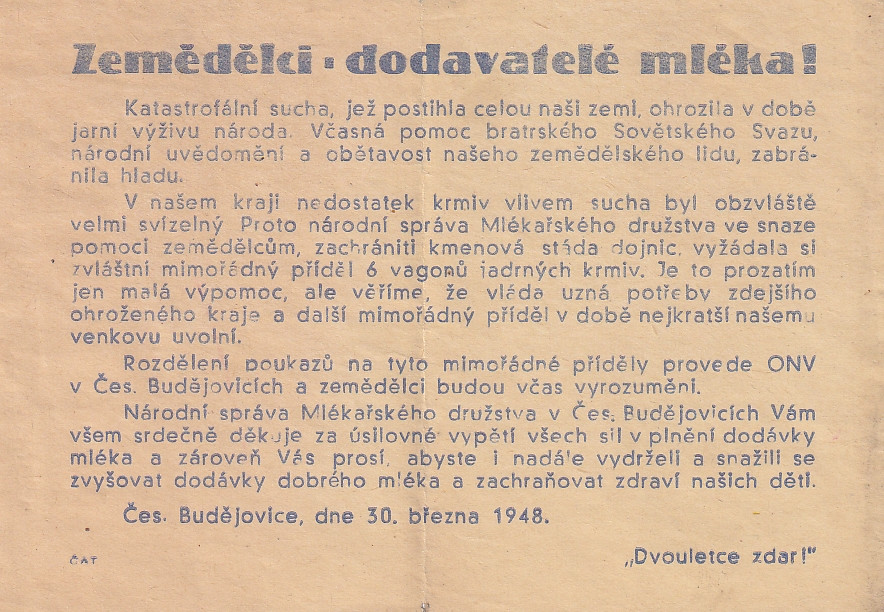 Zemědělci ▪ dodavatelé mléka!
Katastrofální sucha, jež postihla celou naši zemi, ohrozila v době
jarní výživu národa. Včasná pomoc bratrského Sovětského Svazu,
národní uvědomění a obětavost našeho zemědělského lidu, zabrá-
nila hladu.
V našem kraji nedostatek krmiv vlivem sucha byl obzvláště
velmi svízelný Proto národní správa Mlékařského družstva ve snaze
pomoci zemědělcům, zachrániti kmenová stáda dojnic, vyžádala si
zvláštní mimořádný příděl 6 vagonů jadrných krmiv. Je to prozatím
jen malá výpomoc, ale věříme, že vláda uzná potřeby zdejšího
ohroženého kraje a další mimořádný příděl v době nejkratší našemu
venkovu uvolní.
Rozdělení poukazů na tyto mimořádné příděly provede ONV
v Čes. Budějovicích a zemědělci budou včas vyrozumění.
Národní správa Mlékařského družstva v Čes. Budějovicích Vám
všem srdečně děkuje za úsilovné vypětí všech sil v plnění dodávky
mléka a zároveň Vás prosí, abyste i nadále vydrželi a snažili se
zvyšovat dodávky dobrého mléka a zachraňovat zdraví našich dětí.
Čes. Budějovice, dne 30. března 1948.
ČAT
„Dvouletce zdar!"